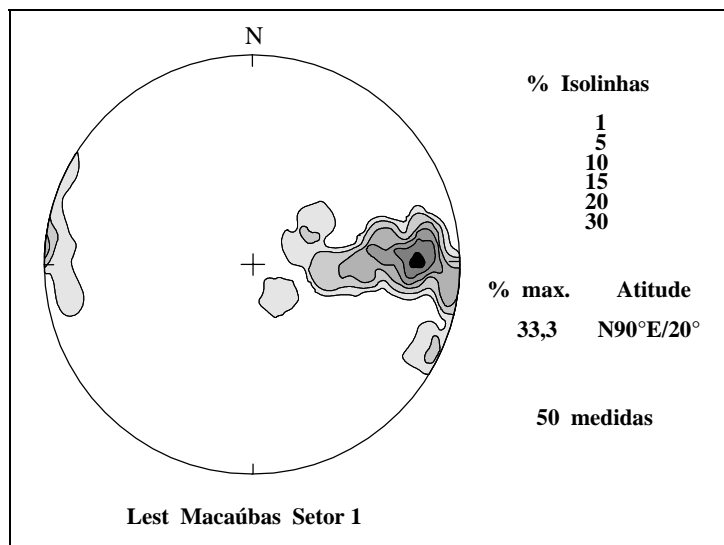 N
% Isolinhas
1
5
10
15
20
30
% max. Atitude
33,3 N90°E/20°
50 medidas
Lest Macaúbas Setor 1